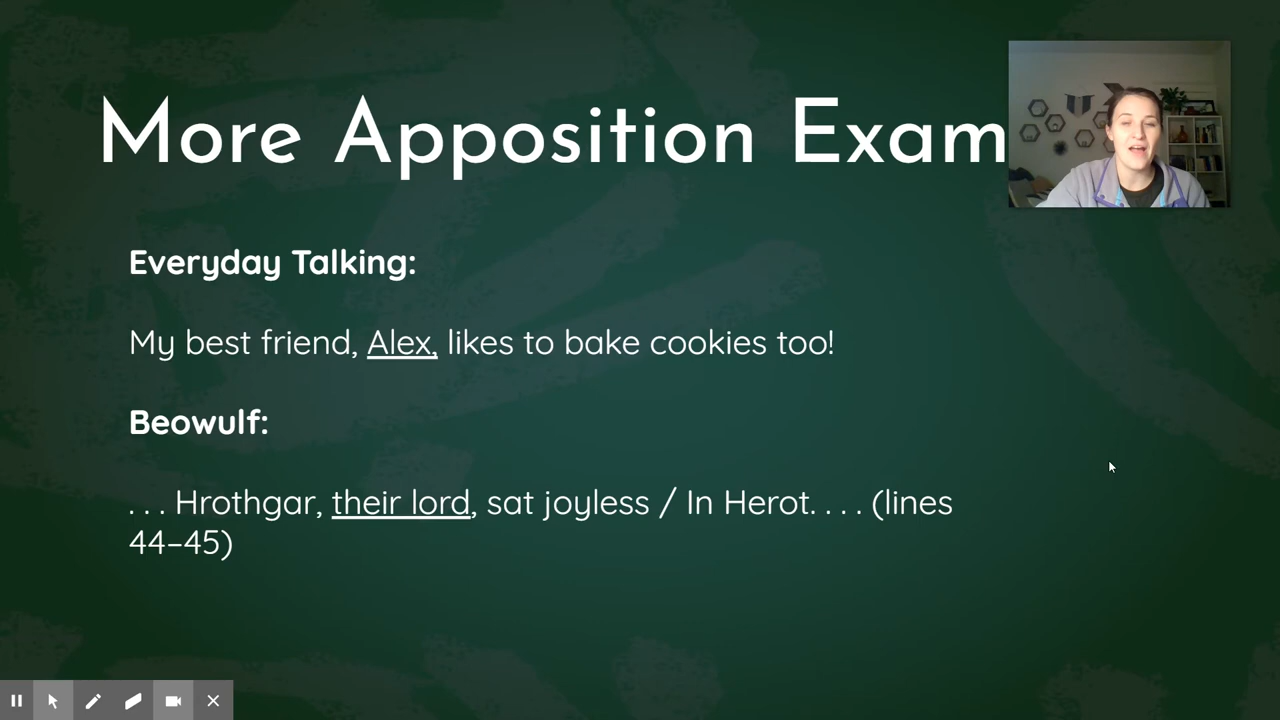 More Apposition Exam
Everyday Talking:
My best friend, Alex, likes to bake cookies too!
Beowulf:
. . . Hrothgar, their lord, sat joyless / In Herot. . . . (lines
44–45)